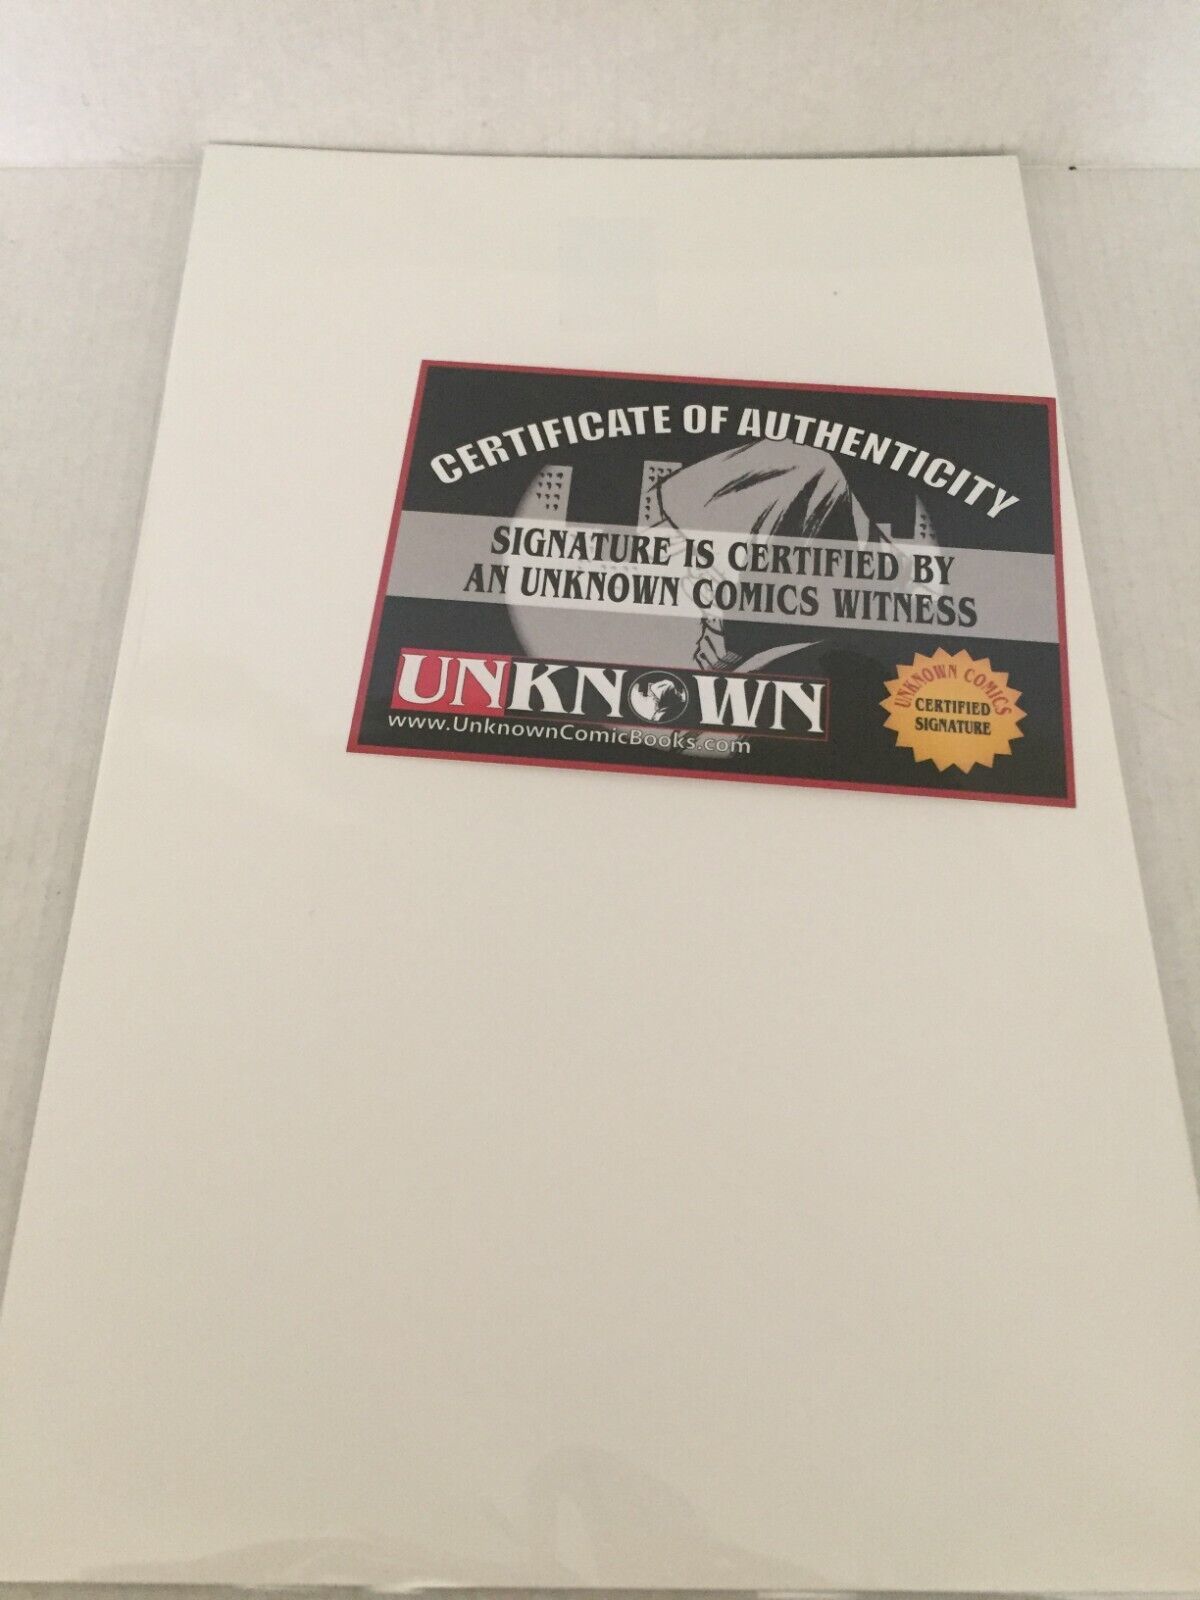 CERTIFICATE OF AUTHENTICITY
SIGNATURE IS CERTIFIED BY
AN UNKNOWN COMICS WITNESS
UNKNOWN
www.UnknownComicBooks.com
UNKNOWN COMICS
CERTIFIED
SIGNATURE